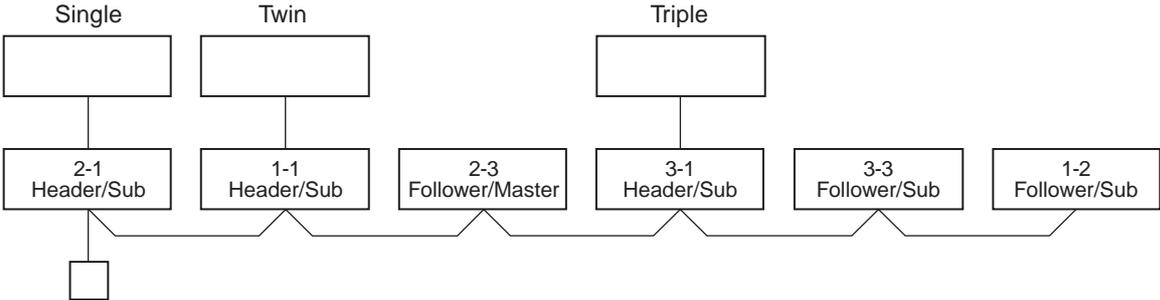 Single
Twin
Triple
2-1
Header/Sub
1-1
Header/Sub
2-3
Follower/Master
3-1
Header/Sub
3-3
Follower/Sub
1-2
Follower/Sub